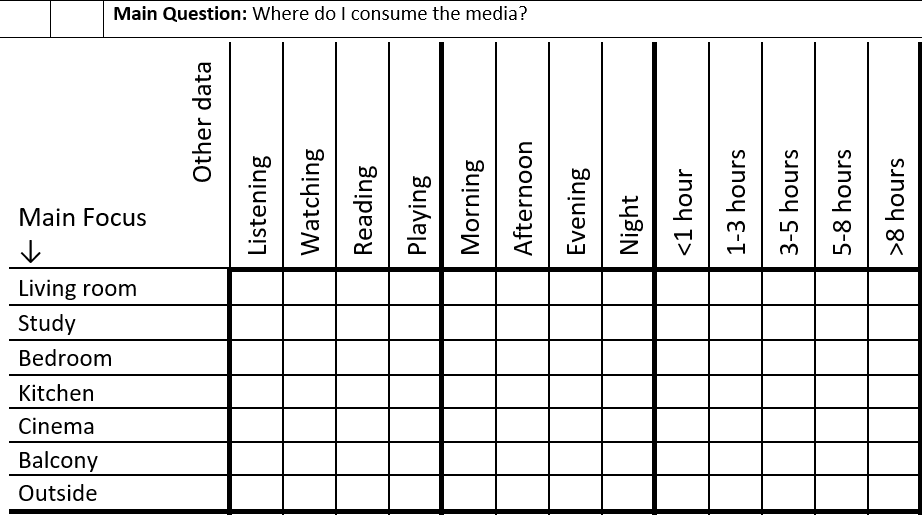 Main Question: Where do I consume the media?
Other data
Main Focus
↓
Listening
Watching
Reading
Playing
Morning
Afternoon
Evening
Night
<1 hour
1-3 hours
3-5 hours
5-8 hours
>8 hours
Living room
Study
Bedroom
Kitchen
Cinema
Balcony
Outside